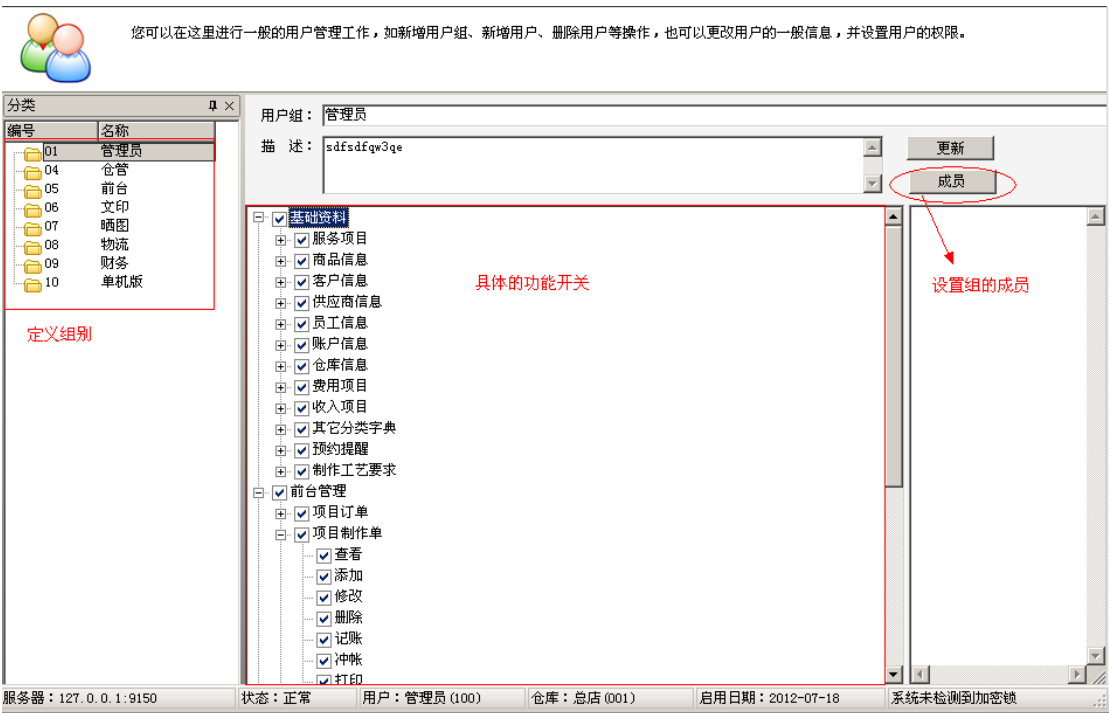 您可以在这里进行一般的用户管理工作，如新增用户组、新增用户、删除用户等操作，也可以更改用户的一般信息，并设置用户的权限。
分类
编号 名称
01 管理员
04 仓管
05 前台
06 文印
07 晒图
08 物流
09 财务
10 单机版
定义组别
用户组： 管理员
描 述： sdfsdfqw3qe
更新
成员
基础资料
服务项目
商品信息
客户信息
供应商信息
员工信息
账户信息
仓库信息
费用项目
收入项目
其它分类字典
预约提醒
制作工艺要求
前台管理
项目订单
项目制作单
查看
添加
修改
删除
记账
冲帐
打印
具体的功能开关
设置组的成员
服务器：127.0.0.1:9150 状态：正常 用户：管理员(100) 仓库：总店(001) 启用日期：2012-07-18 系统未检测到加密锁